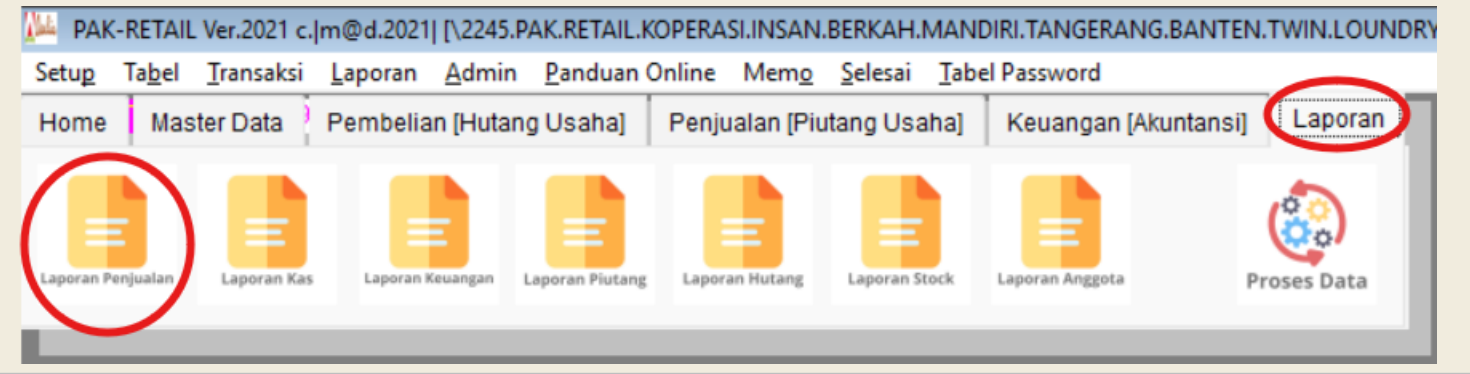 PAK-RETAIL Ver.2021 c.|m@d.2021| [\2245.PAK.RETAIL.KOPERASI.INSAN.BERKAH.MANDIRI.TANGERANG.BANTEN.TWIN.LOUNDRY
Setup Tabel Transaksi Laporan Admin Panduan Online Memo Selesai Tabel Password
Home Master Data Pembelian [Hutang Usaha] Penjualan [Piutang Usaha] Keuangan [Akuntansi] Laporan
Laporan Penjualan Laporan Kas Laporan Keuangan Laporan Piutang Laporan Hutang Laporan Stock Laporan Anggota Proses Data